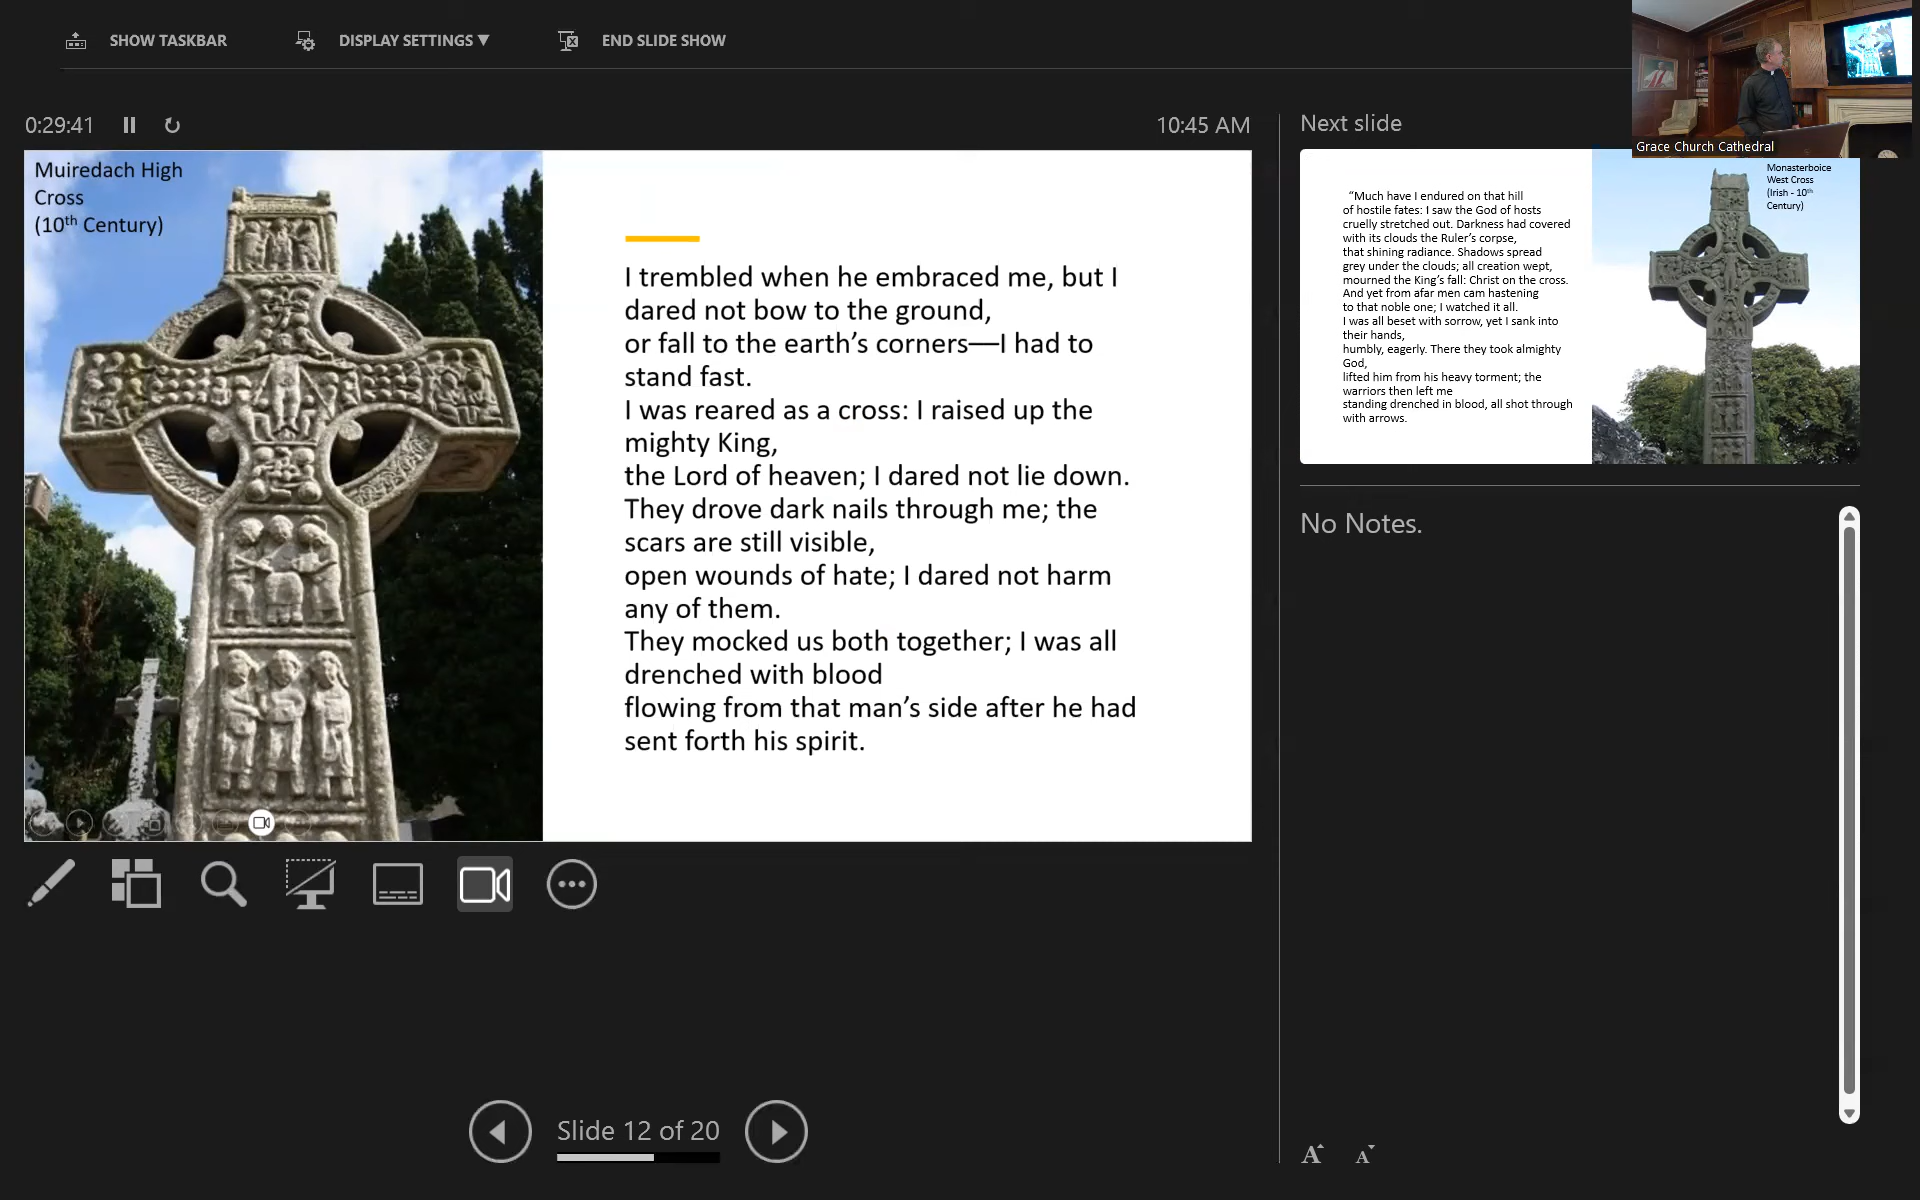 SHOW TASKBAR
DISPLAY SETTINGS ▼
END SLIDE SHOW
0:29:41
10:45 AM
Next slide
Grace Church Cathedral
Muiredach High
Cross
(10th Century)
I trembled when he embraced me, but I
dared not bow to the ground,
or fall to the earth’s corners—I had to
stand fast.
I was reared as a cross: I raised up the
mighty King,
the Lord of heaven; I dared not lie down.
They drove dark nails through me; the
scars are still visible,
open wounds of hate; I dared not harm
any of them.
They mocked us both together; I was all
drenched with blood
flowing from that man’s side after he had
sent forth his spirit.
“Much have I endured on that hill
of hostile fates: I saw the God of hosts
cruelly stretched out. Darkness had covered
with its clouds the Ruler’s corpse,
that shining radiance. Shadows spread
grey under the clouds; all creation wept,
mourned the King’s fall: Christ on the cross.
And yet from afar men cam hastening
to that noble one; I watched it all.
I was all beset with sorrow, yet I sank into
their hands,
humbly, eagerly. There they took almighty
God,
lifted him from his heavy torment; the
warriors then left me
standing drenched in blood, all shot through
with arrows.
Monasterboice
West Cross
(Irish - 10th
Century)
No Notes.
Slide 12 of 20
A A